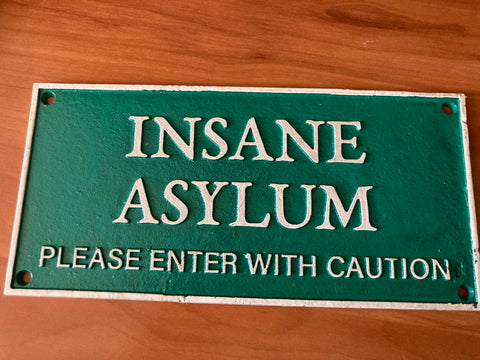 INSANE
ASYLUM
PLEASE ENTER WITH CAUTION